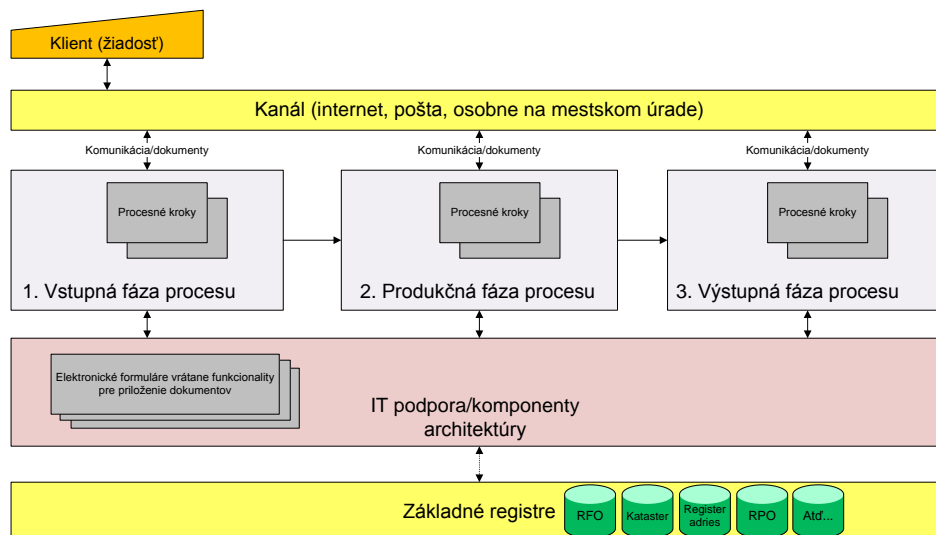 Klient (žiadosť)
Kanál (internet, pošta, osobne na mestskom úrade)
Komunikácia/dokumenty
Komunikácia/dokumenty
Komunikácia/dokumenty
Procesné kroky
Procesné kroky
Procesné kroky
1. Vstupná fáza procesu
2. Produkčná fáza procesu
3. Výstupná fáza procesu
Elektronické formuláre vrátane funkcionality
pre priloženie dokumentov
IT podpora/komponenty
architektúry
Základné registre
RFO
Kataster
Register
adries
RPO
Atď...